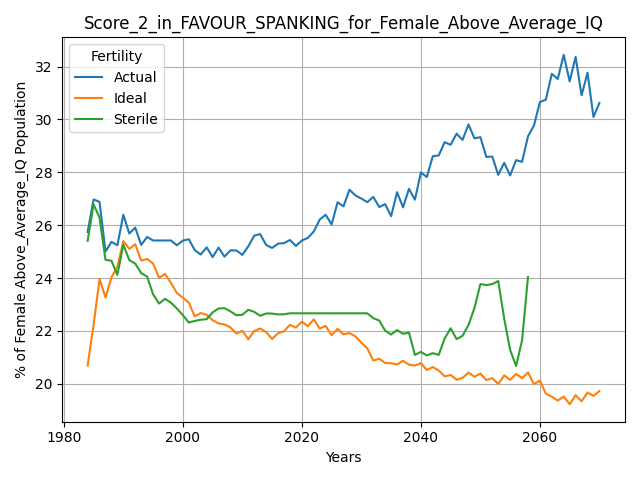 Score_2_in_FAVOUR_SPANKING_for_Female_Above_Average_IQ
Fertility
Actual
Ideal
Sterile
% of Female Above_Average_IQ Population
32
30
28
26
24
22
20
1980
2000
2020
2040
2060
Years